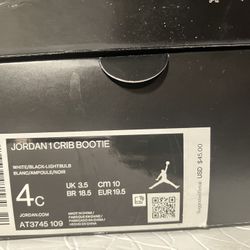 JORDAN 1 CRIB BOOTIE
WHITE/BLACK-LIGHTBULB
BLANC/AMPOULE/NOIR
4C
UK 3.5
cm 10
BR 18.5
EUR 19.5
JORDAN.COM
AT3745 109
USD $45.00